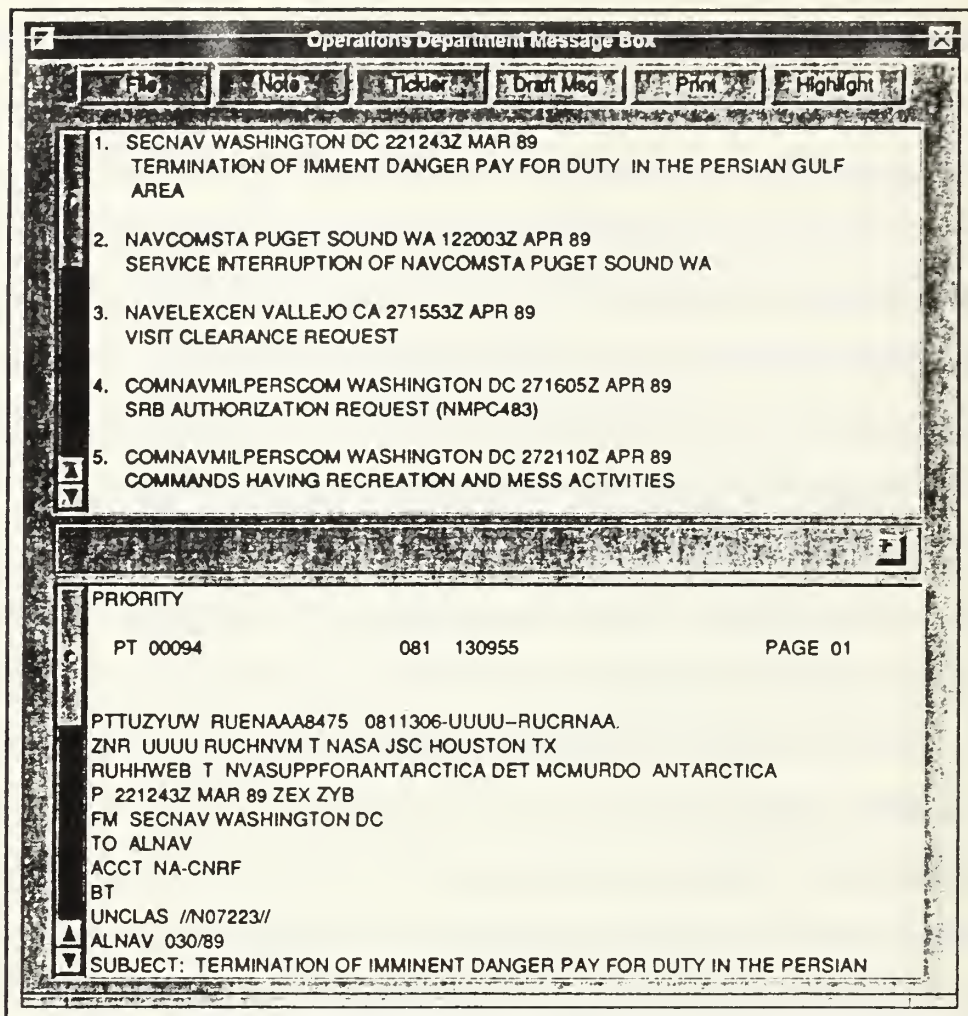 Operations Department Message Box
File Note Tickler Draft Msg Print Highlight
1. SECNAV WASHINGTON DC 221243Z MAR 89
TERMINATION OF IMMENT DANGER PAY FOR DUTY IN THE PERSIAN GULF
AREA
2. NAVCOMSTA PUGET SOUND WA 122003Z APR 89
SERVICE INTERRUPTION OF NAVCOMSTA PUGET SOUND WA
3. NAVELEXCEN VALLEJO CA 271553Z APR 89
VISIT CLEARANCE REQUEST
4. COMNAVMILPERSCOM WASHINGTON DC 271605Z APR 89
SRB AUTHORIZATION REQUEST (NMPC483)
5. COMNAVMILPERSCOM WASHINGTON DC 272110Z APR 89
COMMANDS HAVING RECREATION AND MESS ACTIVITIES
PRIORITY
PT 00094 081 130955 PAGE 01
PTTUZYUW RUENAAA8475 0811306-UUUU--RUCRNAA.
ZNR UUUU RUCHNVM T NASA JSC HOUSTON TX
RUHHWEB T NVASUPPFORANTARCTICA DET MCMURDO ANTARCTICA
P 221243Z MAR 89 ZEX ZYB
FM SECNAV WASHINGTON DC
TO ALNAV
ACCT NA-CNRF
BT
UNCLAS //N07223//
ALNAV 030/89
SUBJECT: TERMINATION OF IMMINENT DANGER PAY FOR DUTY IN THE PERSIAN